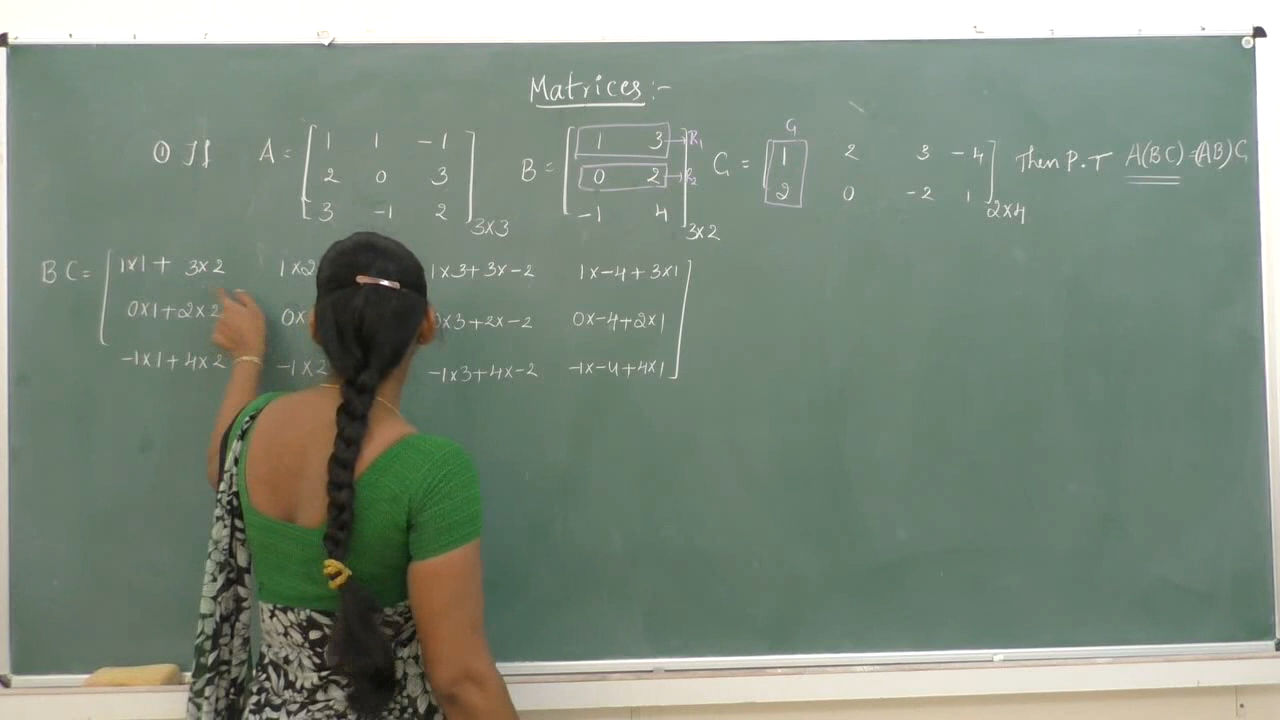 Matrices:-
① If A = [ 1 1 -1 ] B = [ 1 3 ] → R₁ C = [ 1 2 3 -4 ] Then P.T A(BC) = (AB)C
2 0 3 0 2 → R₂ 2 0 -2 1
3 -1 2 -1 4
3x3 3x2 2x4
C₁
BC = [ 1x1 + 3x2 1x2 1x3+3x-2 1x-4+3x1 ]
0x1+2x2 0x 0x3+2x-2 0x-4+2x1
-1x1+4x2 -1x2 -1x3+4x-2 -1x-4+4x1